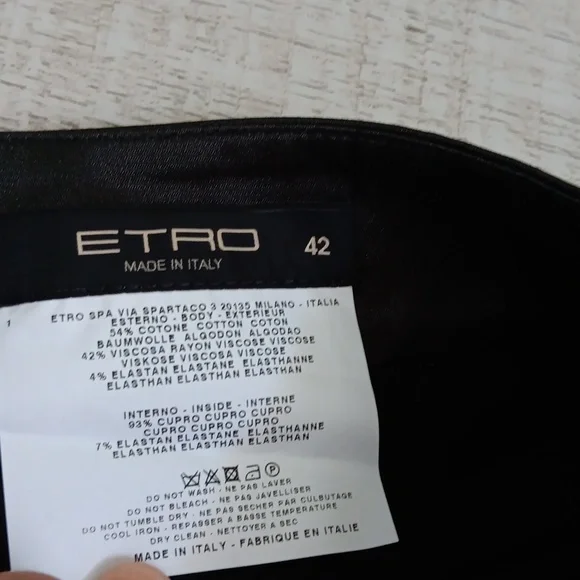 ETRO 42
MADE IN ITALY
1
ETRO SPA VIA SPARTACO 3 20135 MILANO - ITALIA
ESTERNO - BODY - EXTERIEUR
54% COTONE COTTON COTON
BAUMWOLLE ALGODON ALGODAO
42% VISCOSA RAYON VISCOSE VISCOSE
VISKOSE VISCOSA VISCOSE
4% ELASTAN ELASTANE ELASTHANNE
ELASTHAN ELASTHAN ELASTHAN
INTERNO - INSIDE - INTERNE
93% CUPRO CUPRO CUPRO
CUPRO CUPRO CUPRO
7% ELASTAN ELASTANE ELASTHANNE
ELASTHAN ELASTHAN ELASTHAN
DO NOT WASH - NE PAS LAVER
DO NOT BLEACH - NE PAS JAVELLISER
DO NOT TUMBLE DRY - NE PAS SECHER PAR CULBUTAGE
COOL IRON - REPASSER A BASSE TEMPERATURE
DRY CLEAN - NETTOYER A SEC
MADE IN ITALY - FABRIQUE EN ITALIE